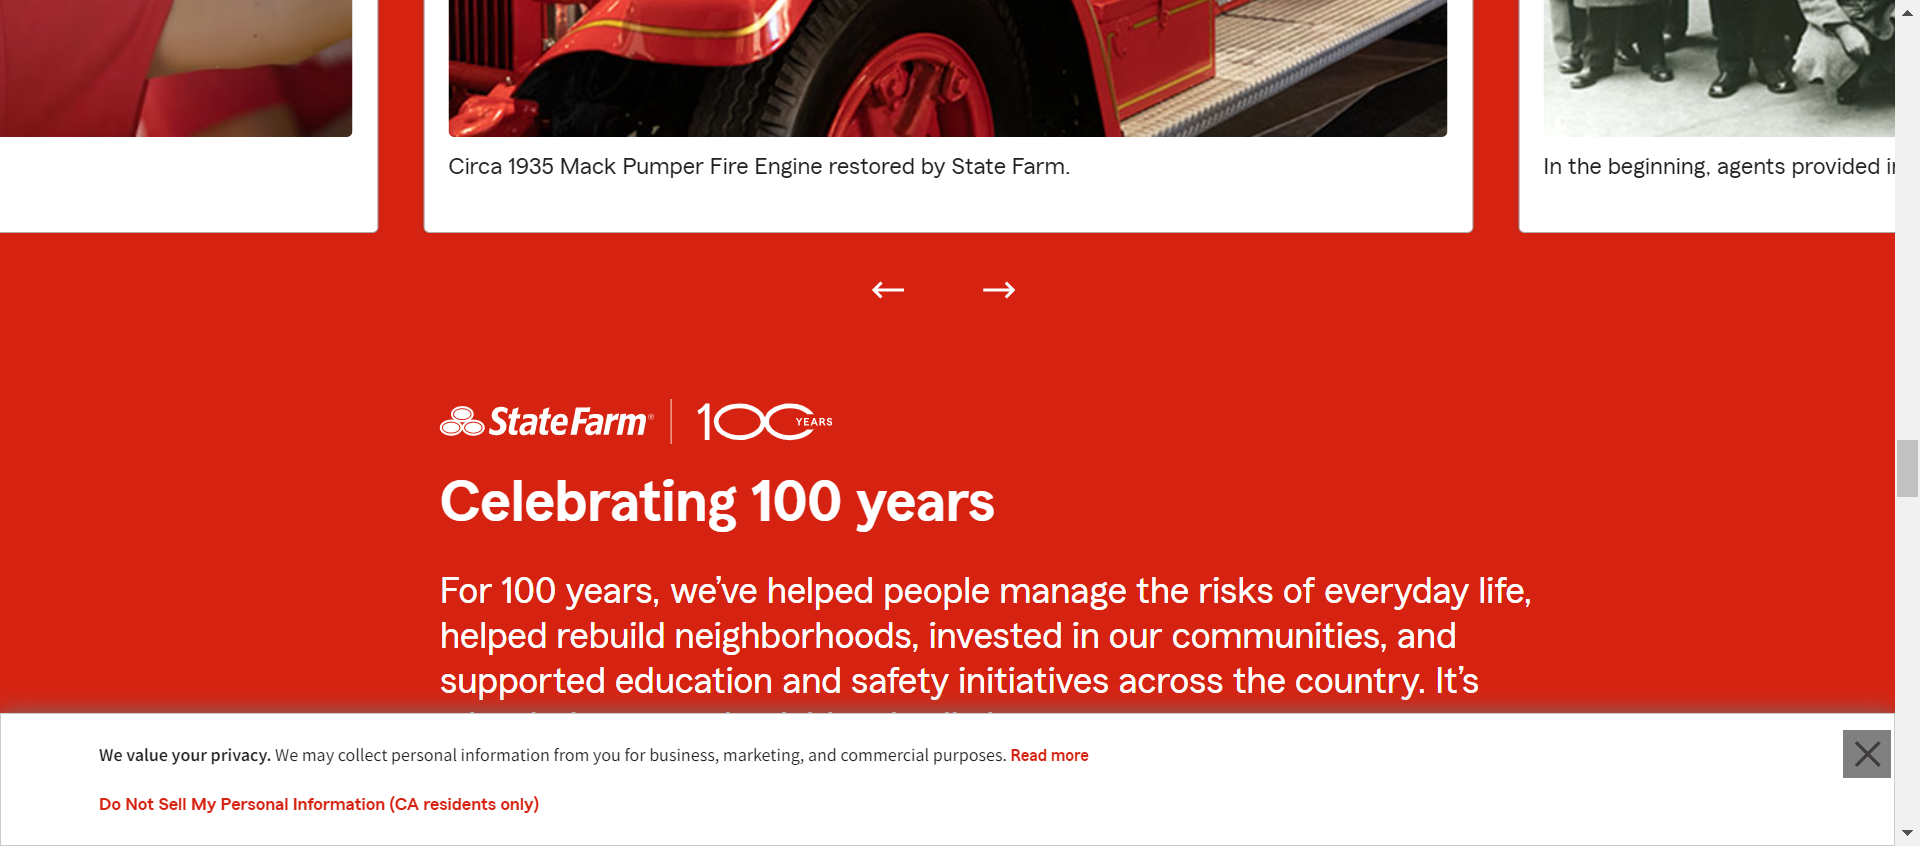 Circa 1935 Mack Pumper Fire Engine restored by State Farm.
In the beginning, agents provided
StateFarm® | 100 YEARS
Celebrating 100 years
For 100 years, we’ve helped people manage the risks of everyday life,
helped rebuild neighborhoods, invested in our communities, and
supported education and safety initiatives across the country. It’s
We value your privacy. We may collect personal information from you for business, marketing, and commercial purposes. Read more
Do Not Sell My Personal Information (CA residents only)